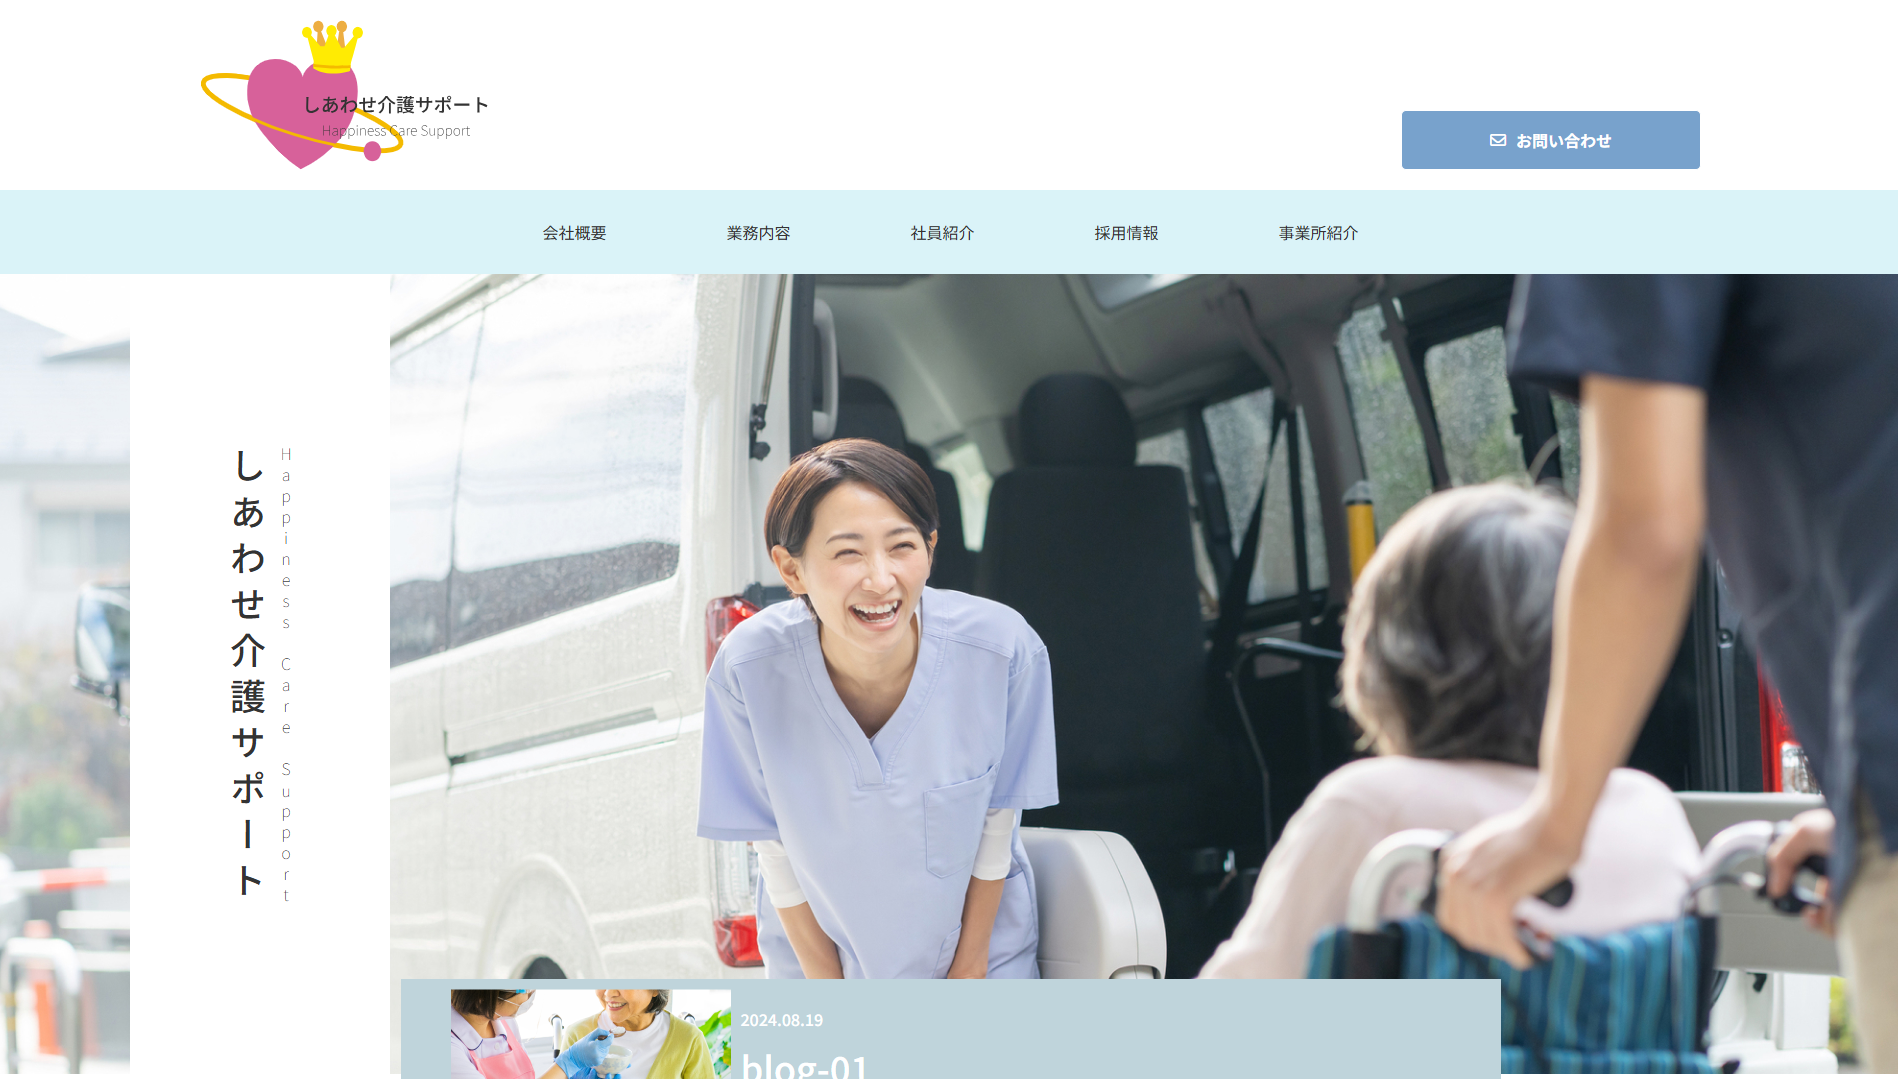 しあわせ介護サポート
Happiness Care Support
お問い合わせ
会社概要
業務内容
社員紹介
採用情報
事業所紹介
しあわせ介護サポート
Happiness Care Support
2024.08.19
blog-01